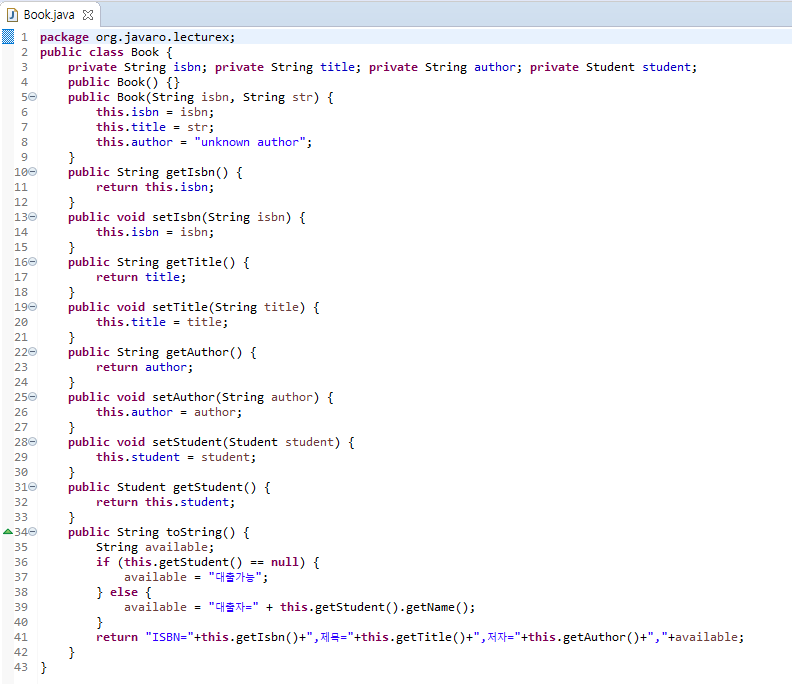 Book.java
1 package org.javaro.lecturex;
2 public class Book {
3     private String isbn; private String title; private String author; private Student student;
4     public Book() {}
5     public Book(String isbn, String str) {
6         this.isbn = isbn;
7         this.title = str;
8         this.author = "unknown author";
9     }
10     public String getIsbn() {
11         return this.isbn;
12     }
13     public void setIsbn(String isbn) {
14         this.isbn = isbn;
15     }
16     public String getTitle() {
17         return title;
18     }
19     public void setTitle(String title) {
20         this.title = title;
21     }
22     public String getAuthor() {
23         return author;
24     }
25     public void setAuthor(String author) {
26         this.author = author;
27     }
28     public void setStudent(Student student) {
29         this.student = student;
30     }
31     public Student getStudent() {
32         return this.student;
33     }
34     public String toString() {
35         String available;
36         if (this.getStudent() == null) {
37             available = "대출가능";
38         } else {
39             available = "대출자=" + this.getStudent().getName();
40         }
41         return "ISBN="+this.getIsbn()+",제목="+this.getTitle()+",저자="+this.getAuthor()+","+available;
42     }
43 }